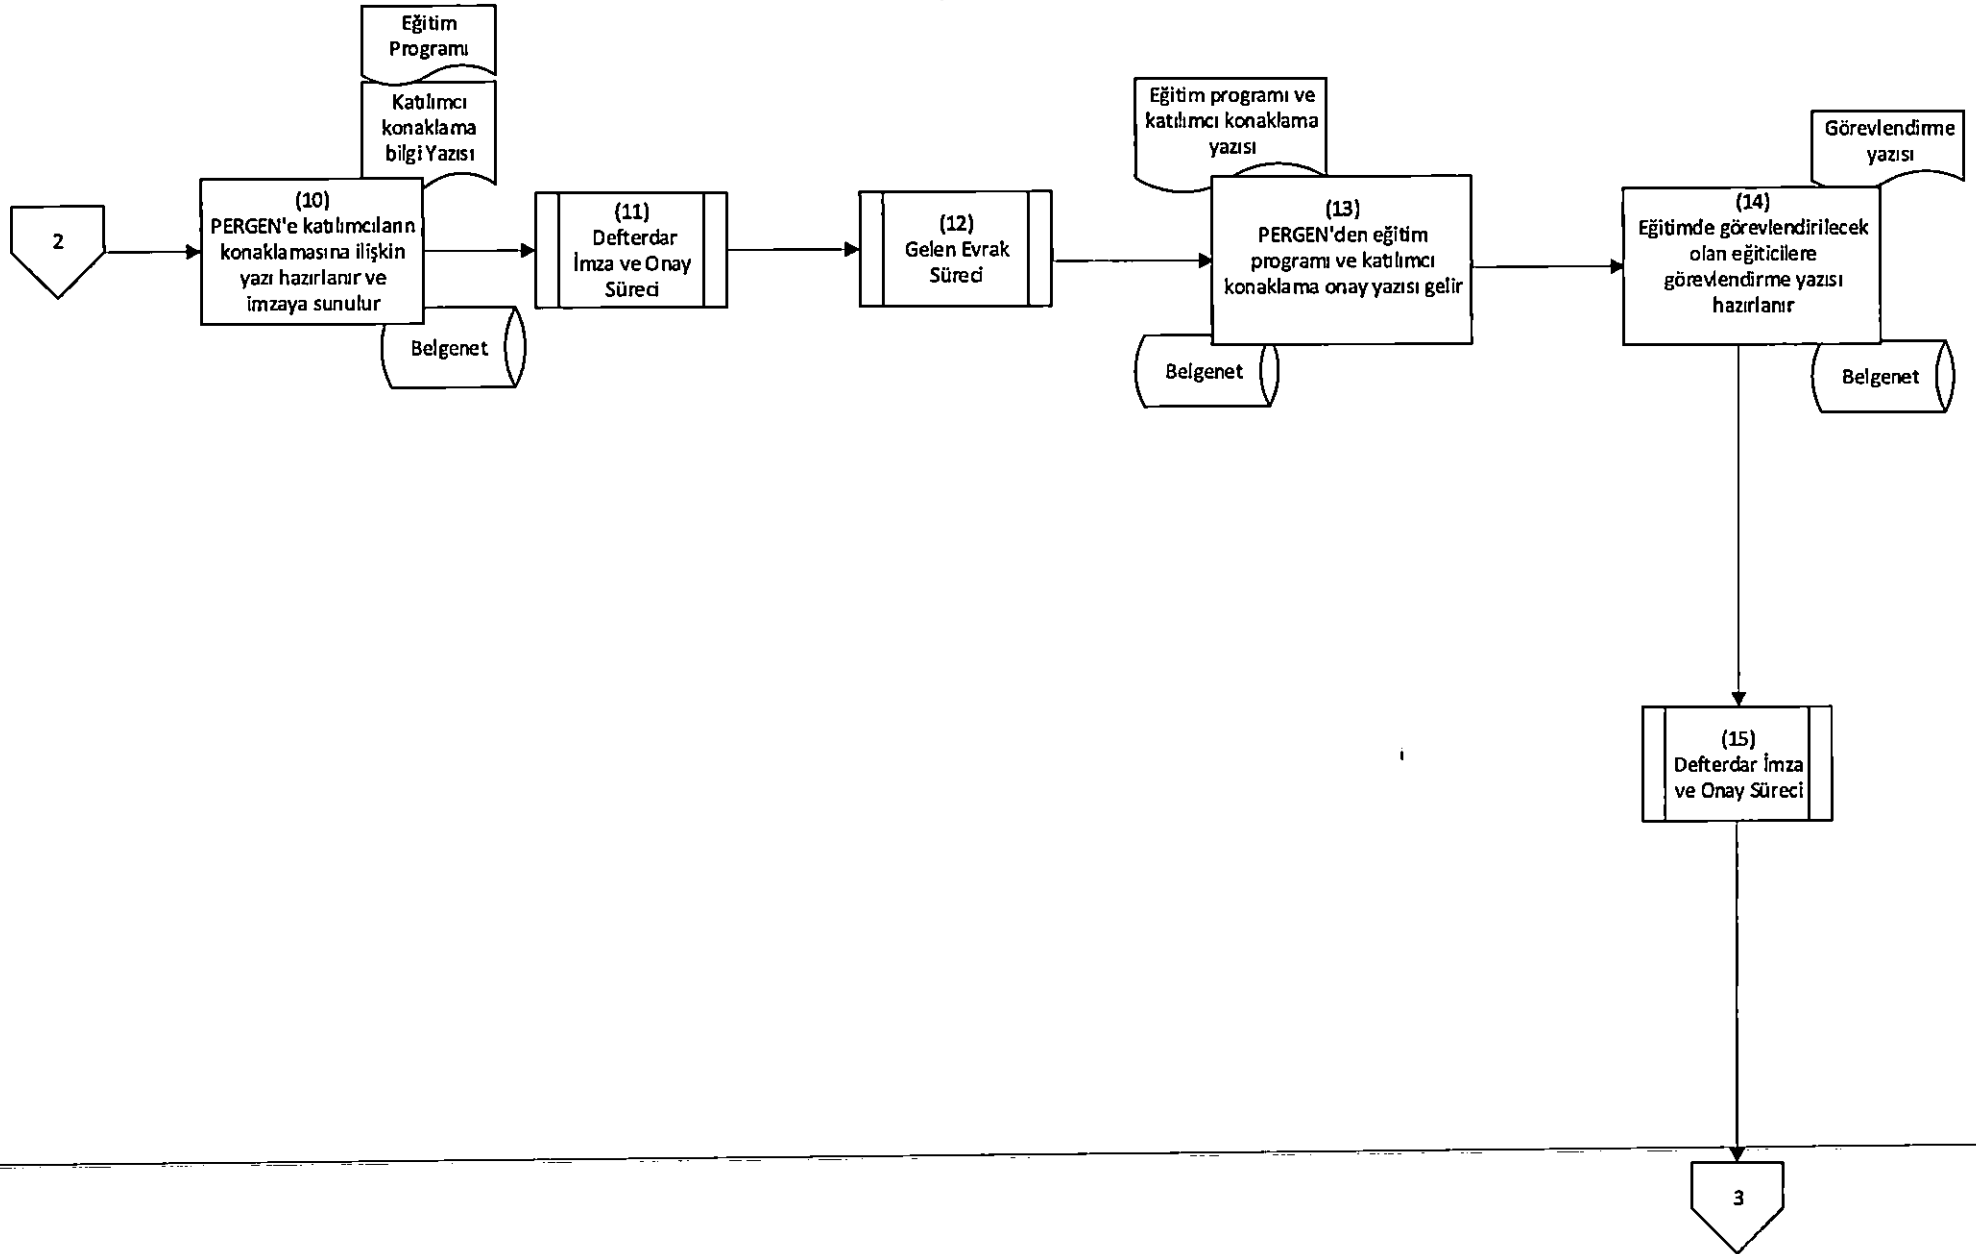 Eğitim
Programı
Katılımcı
konaklama
bilgi Yazısı
2
(10)
PERGEN'e katılımcıların
konaklamasına ilişkin
yazı hazırlanır ve
imzaya sunulur
Belgenet
(11)
Defterdar
İmza ve Onay
Süreci
(12)
Gelen Evrak
Süreci
Eğitim programı ve
katılımcı konaklama
yazısı
(13)
PERGEN'den eğitim
programı ve katılımcı
konaklama onay yazısı gelir
Belgenet
Görevlendirme
yazısı
(14)
Eğitimde görevlendirilecek
olan eğiticilere
görevlendirme yazısı
hazırlanır
Belgenet
(15)
Defterdar İmza
ve Onay Süreci
3